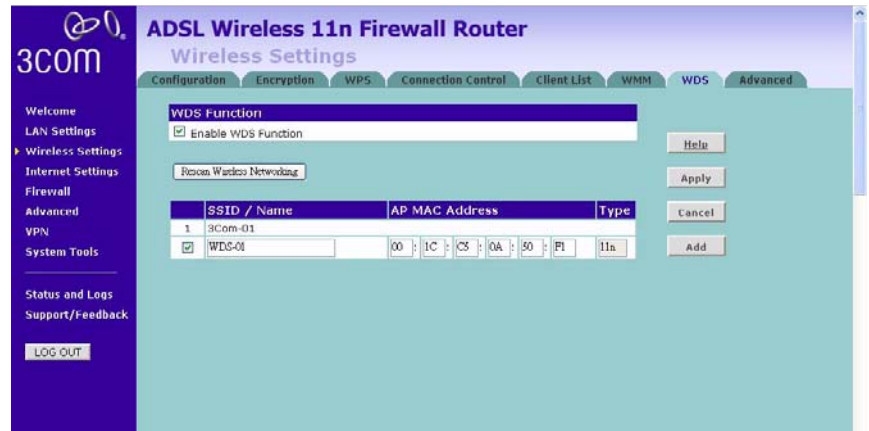 3COM
ADSL Wireless 11n Firewall Router
Wireless Settings
Configuration Encryption WPS Connection Control Client List WMM WDS Advanced
Welcome
LAN Settings
Wireless Settings
Internet Settings
Firewall
Advanced
VPN
System Tools
Status and Logs
Support/Feedback
LOG OUT
WDS Function
Enable WDS Function
Rescan Wireless Networking
SSID / Name AP MAC Address Type
1 3Com-01
WDS-01 00 : 1C : C5 : 0A : 50 : F1 11n
Help
Apply
Cancel
Add